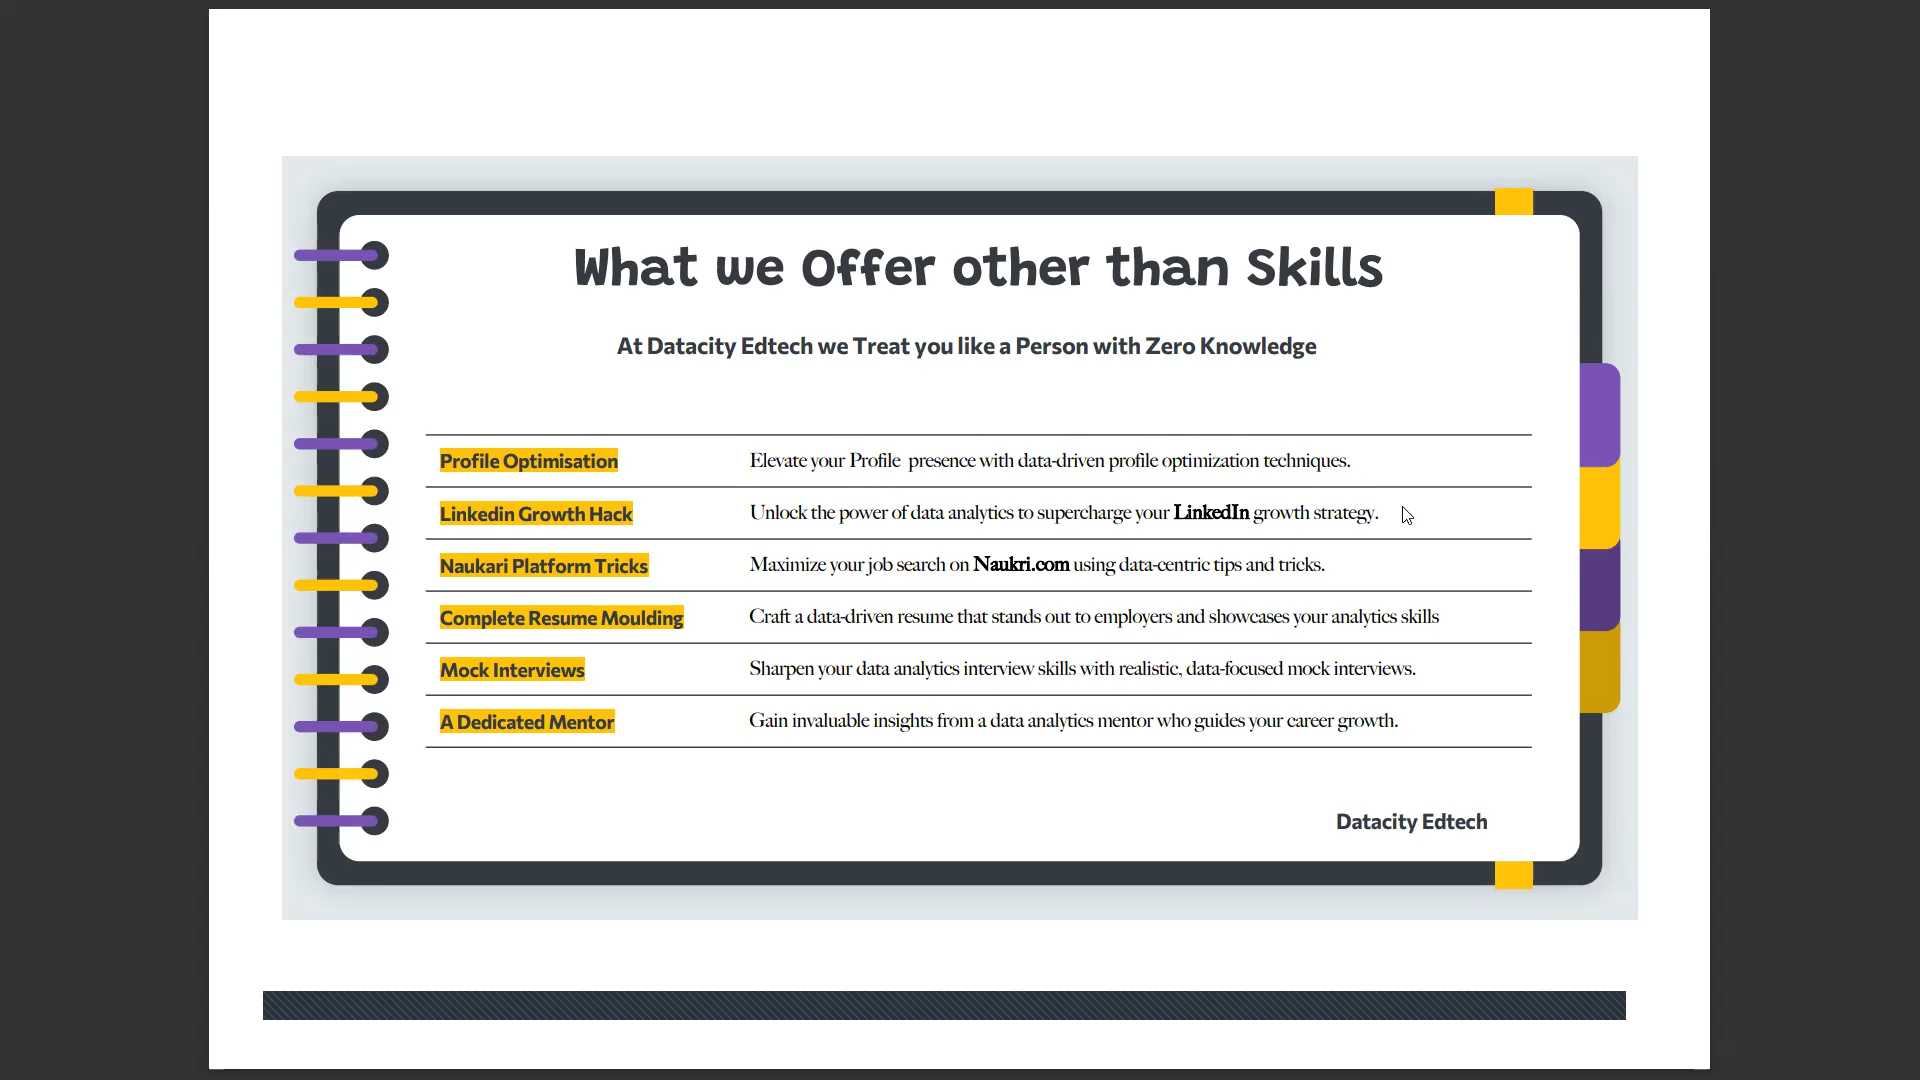 What we Offer other than Skills
At Datacity Edtech we Treat you like a Person with Zero Knowledge
Profile Optimisation Elevate your Profile presence with data-driven profile optimization techniques.
Linkedin Growth Hack Unlock the power of data analytics to supercharge your LinkedIn growth strategy.
Naukari Platform Tricks Maximize your job search on Naukri.com using data-centric tips and tricks.
Complete Resume Moulding Craft a data-driven resume that stands out to employers and showcases your analytics skills
Mock Interviews Sharpen your data analytics interview skills with realistic, data-focused mock interviews.
A Dedicated Mentor Gain invaluable insights from a data analytics mentor who guides your career growth.
Datacity Edtech